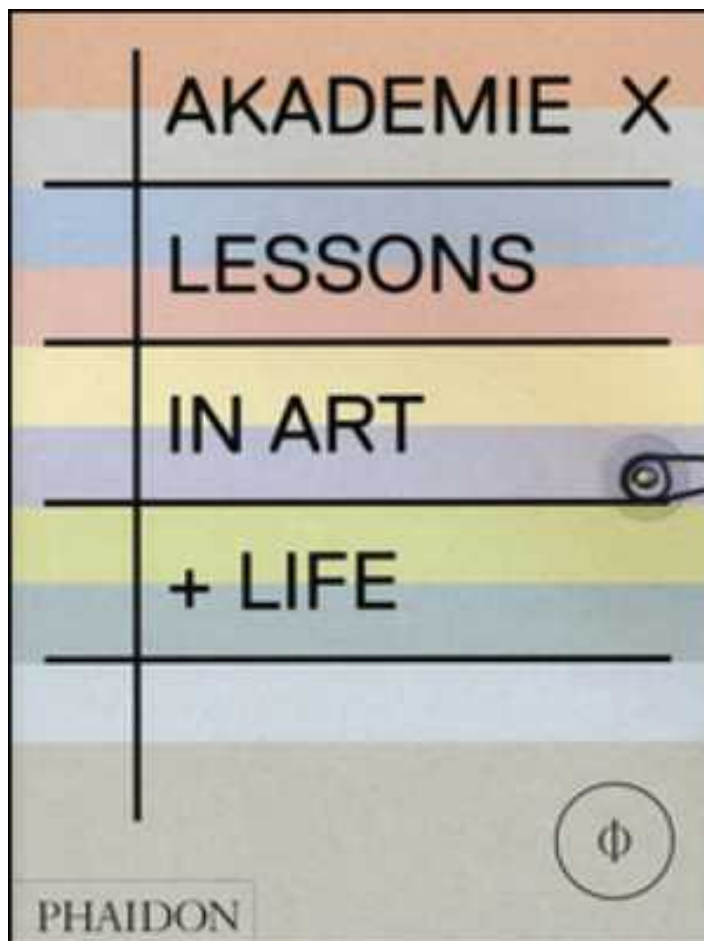 AKADEMIE X
LESSONS
IN ART
+ LIFE
ф
PHAIDON